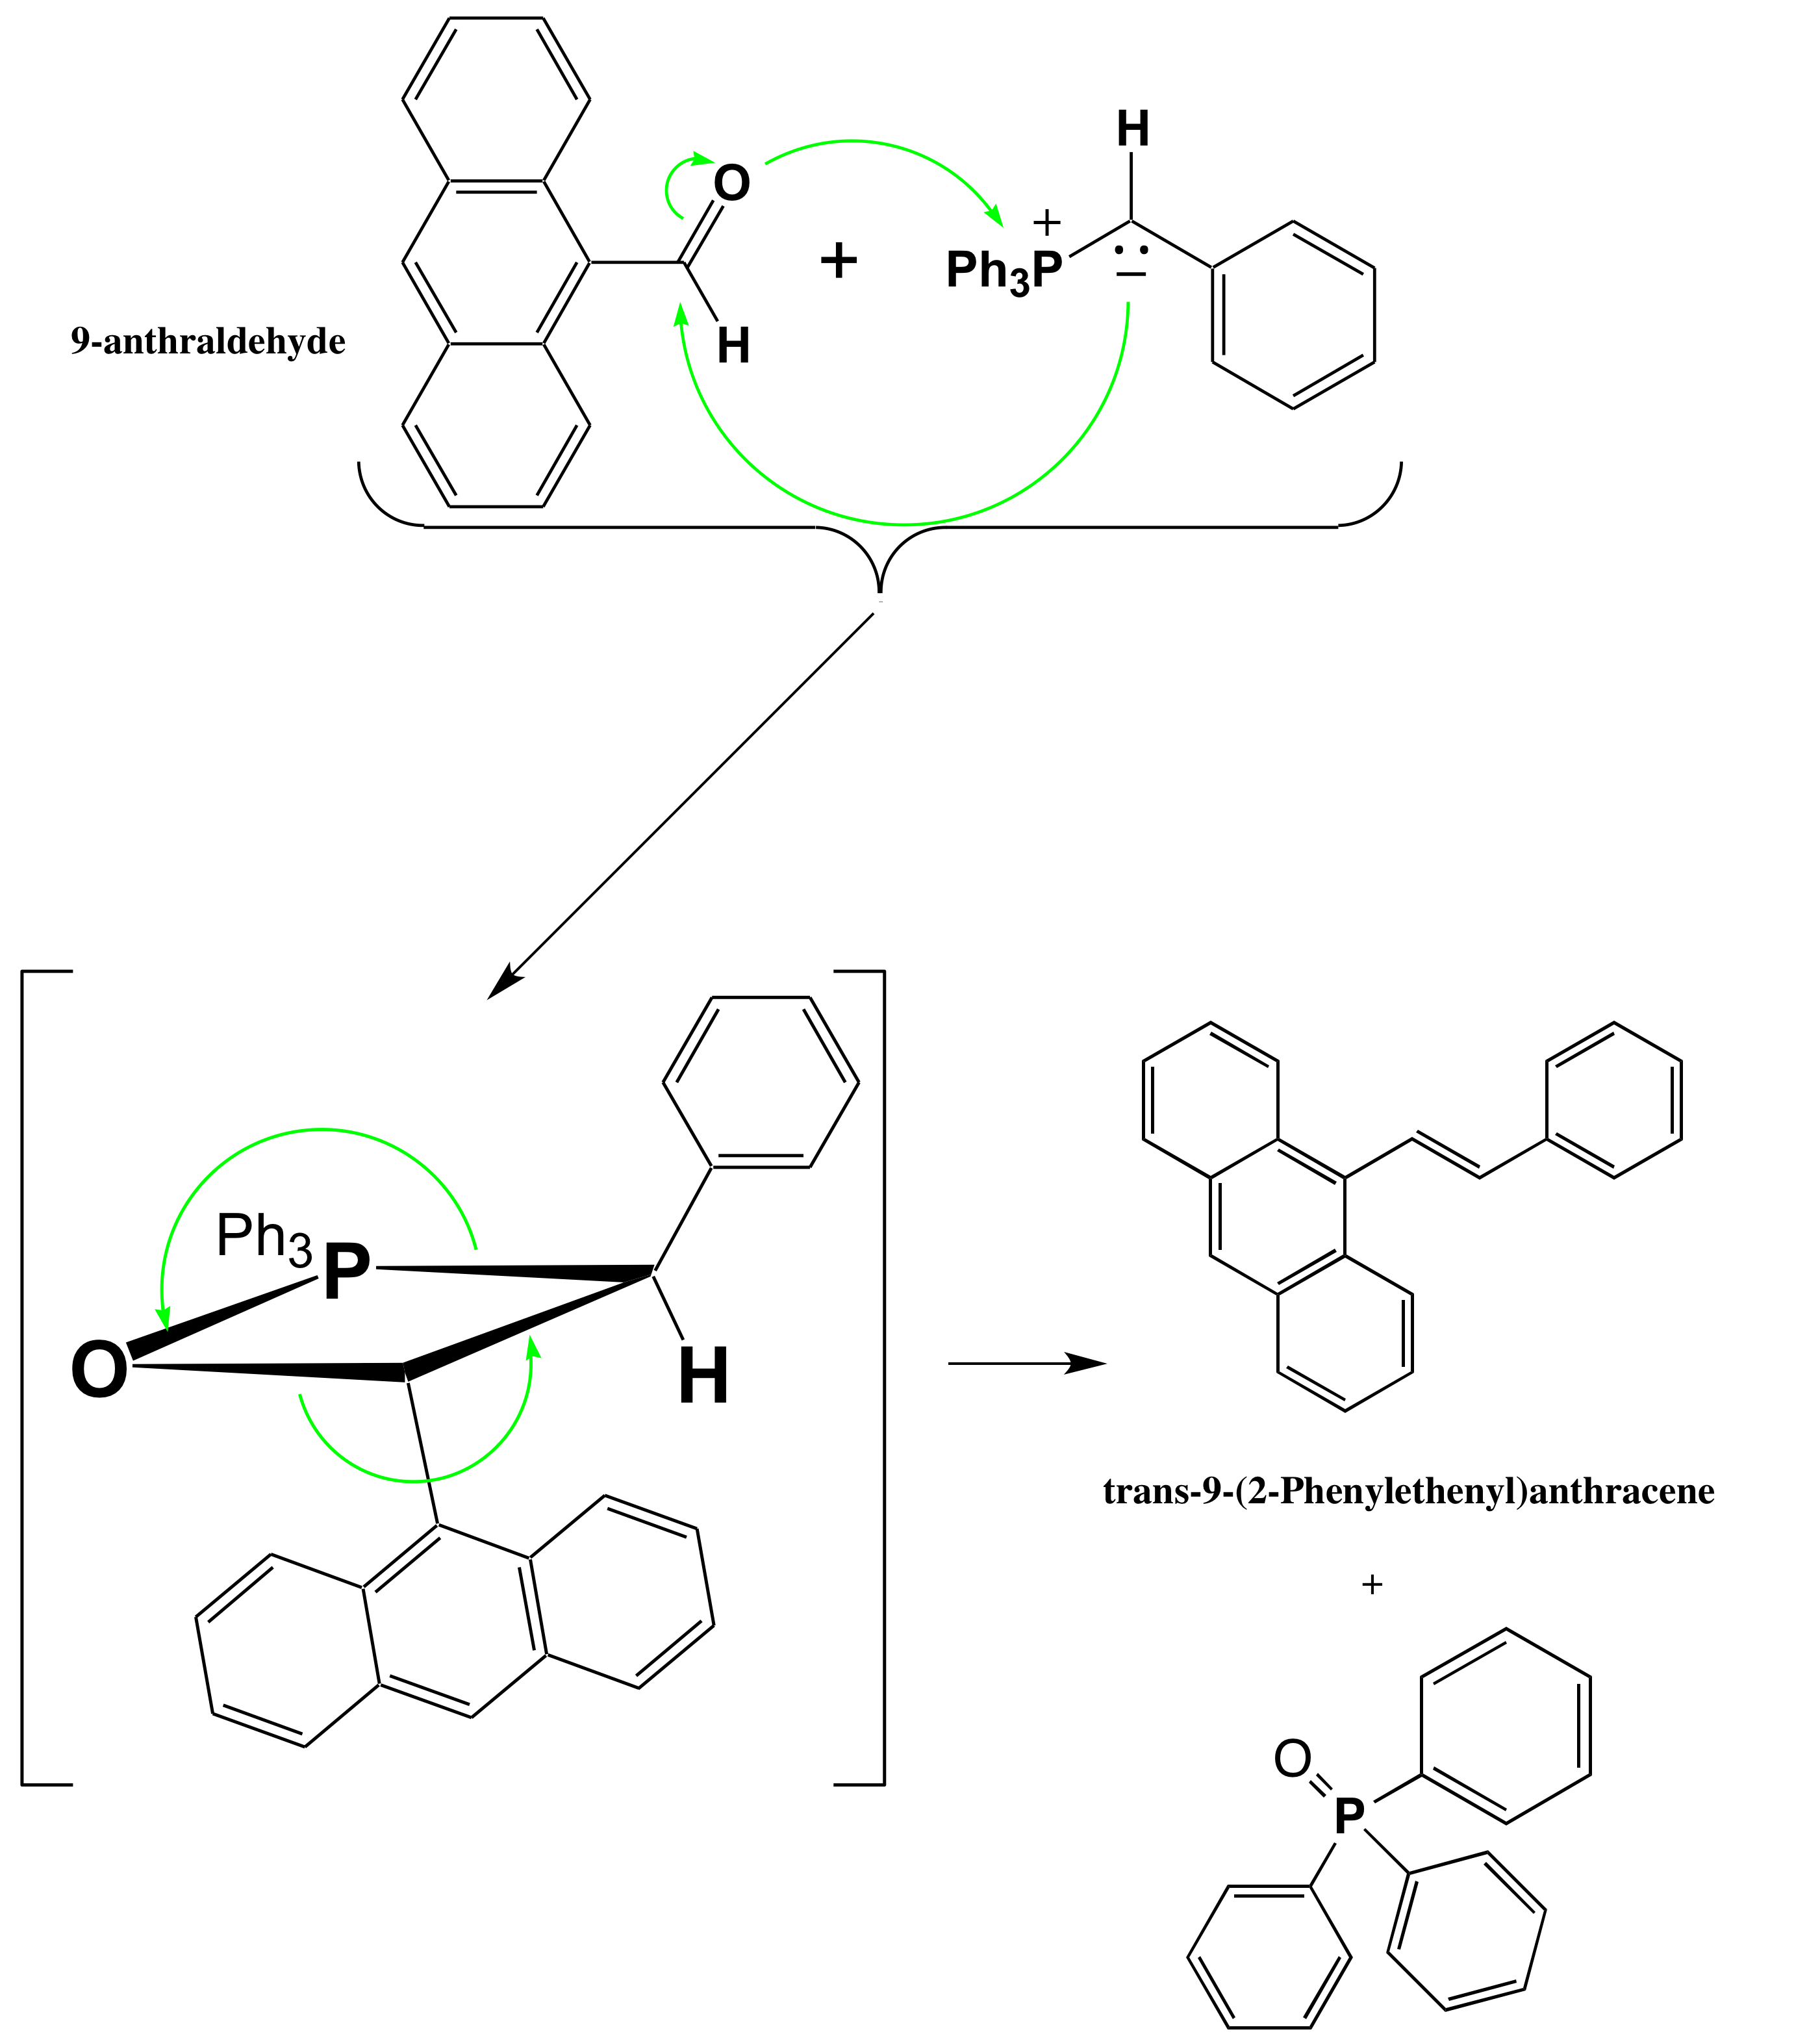 H
O
+
+
Ph3P
–
H
9-anthraldehyde
Ph3
P
O
H
trans-9-(2-Phenylethenyl)anthracene
+
O
P